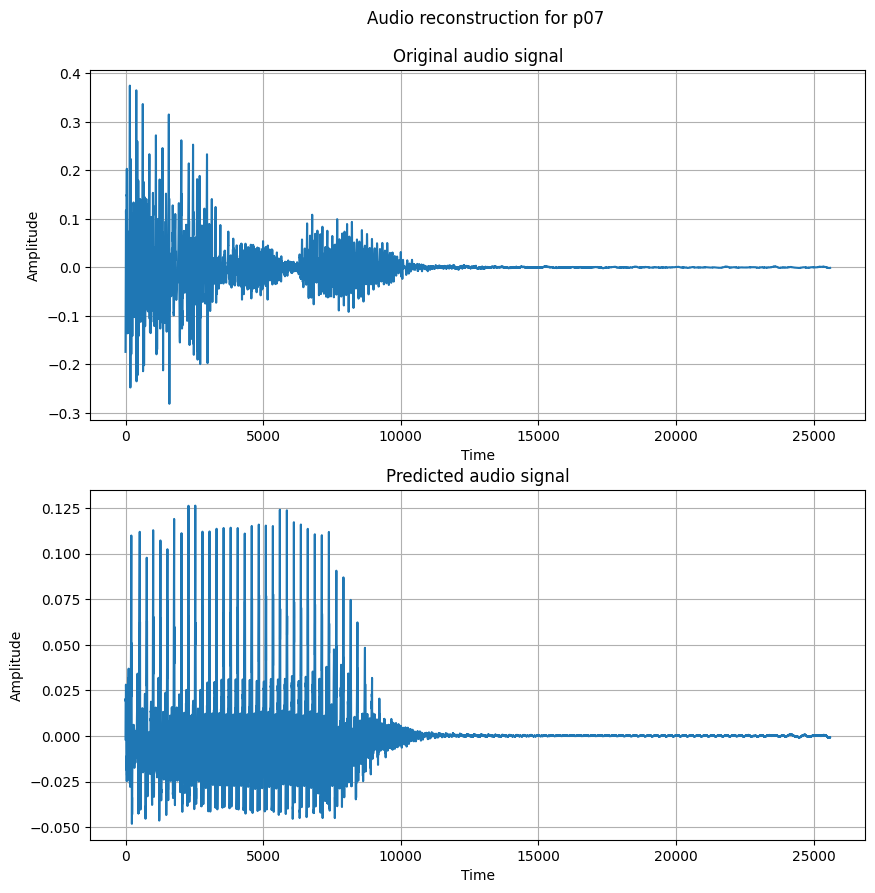 Audio reconstruction for p07
Original audio signal
0.4
0.3
0.2
0.1
0.0
−0.1
−0.2
−0.3
Amplitude
0 5000 10000 15000 20000 25000
Time
Predicted audio signal
0.125
0.100
0.075
0.050
0.025
0.000
−0.025
−0.050
Amplitude
0 5000 10000 15000 20000 25000
Time